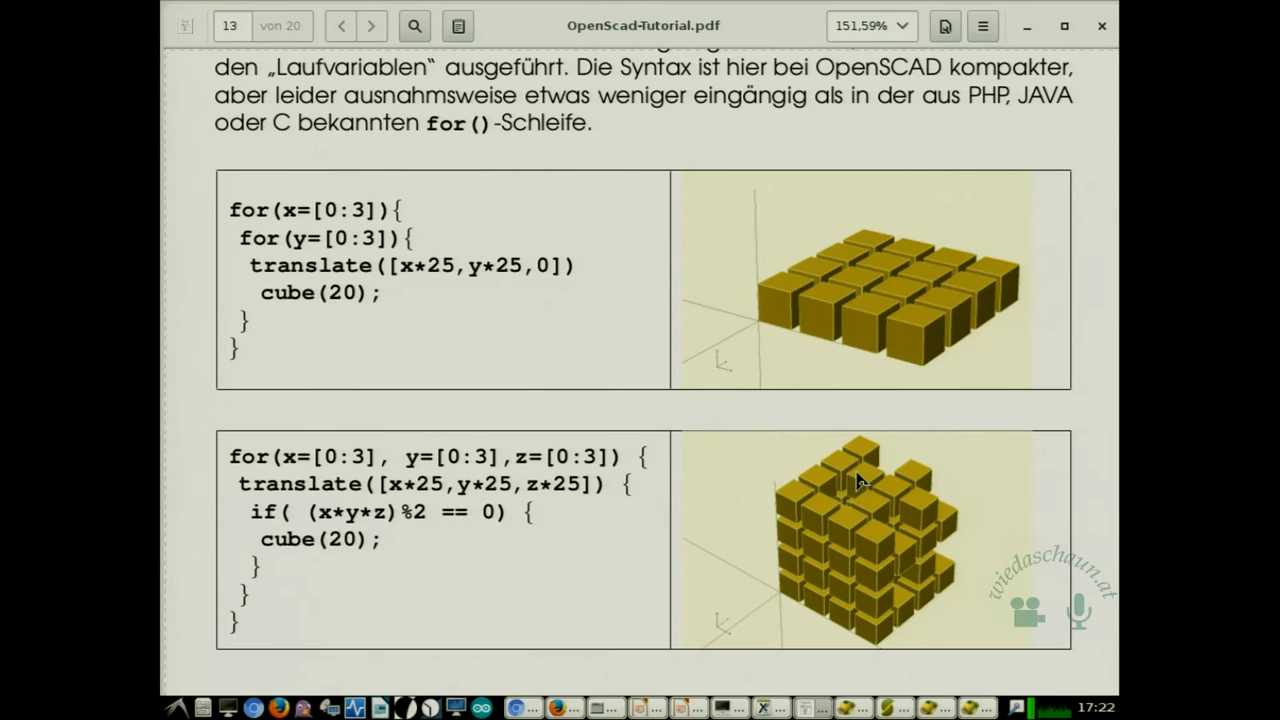 13 von 20 OpenScad-Tutorial.pdf 151,59%
den „Laufvariablen“ ausgeführt. Die Syntax ist hier bei OpenSCAD kompakter,
aber leider ausnahmsweise etwas weniger eingängig als in der aus PHP, JAVA
oder C bekannten for()-Schleife.
for(x=[0:3]){
for(y=[0:3]){
translate([x*25,y*25,0])
cube(20);
}
}
for(x=[0:3], y=[0:3],z=[0:3]) {
translate([x*25,y*25,z*25]) {
if( (x*y*z)%2 == 0) {
cube(20);
}
}
}
wiedaschaun.at
... ... ... ... ... ... ... ... ... ... ... ... 17:22